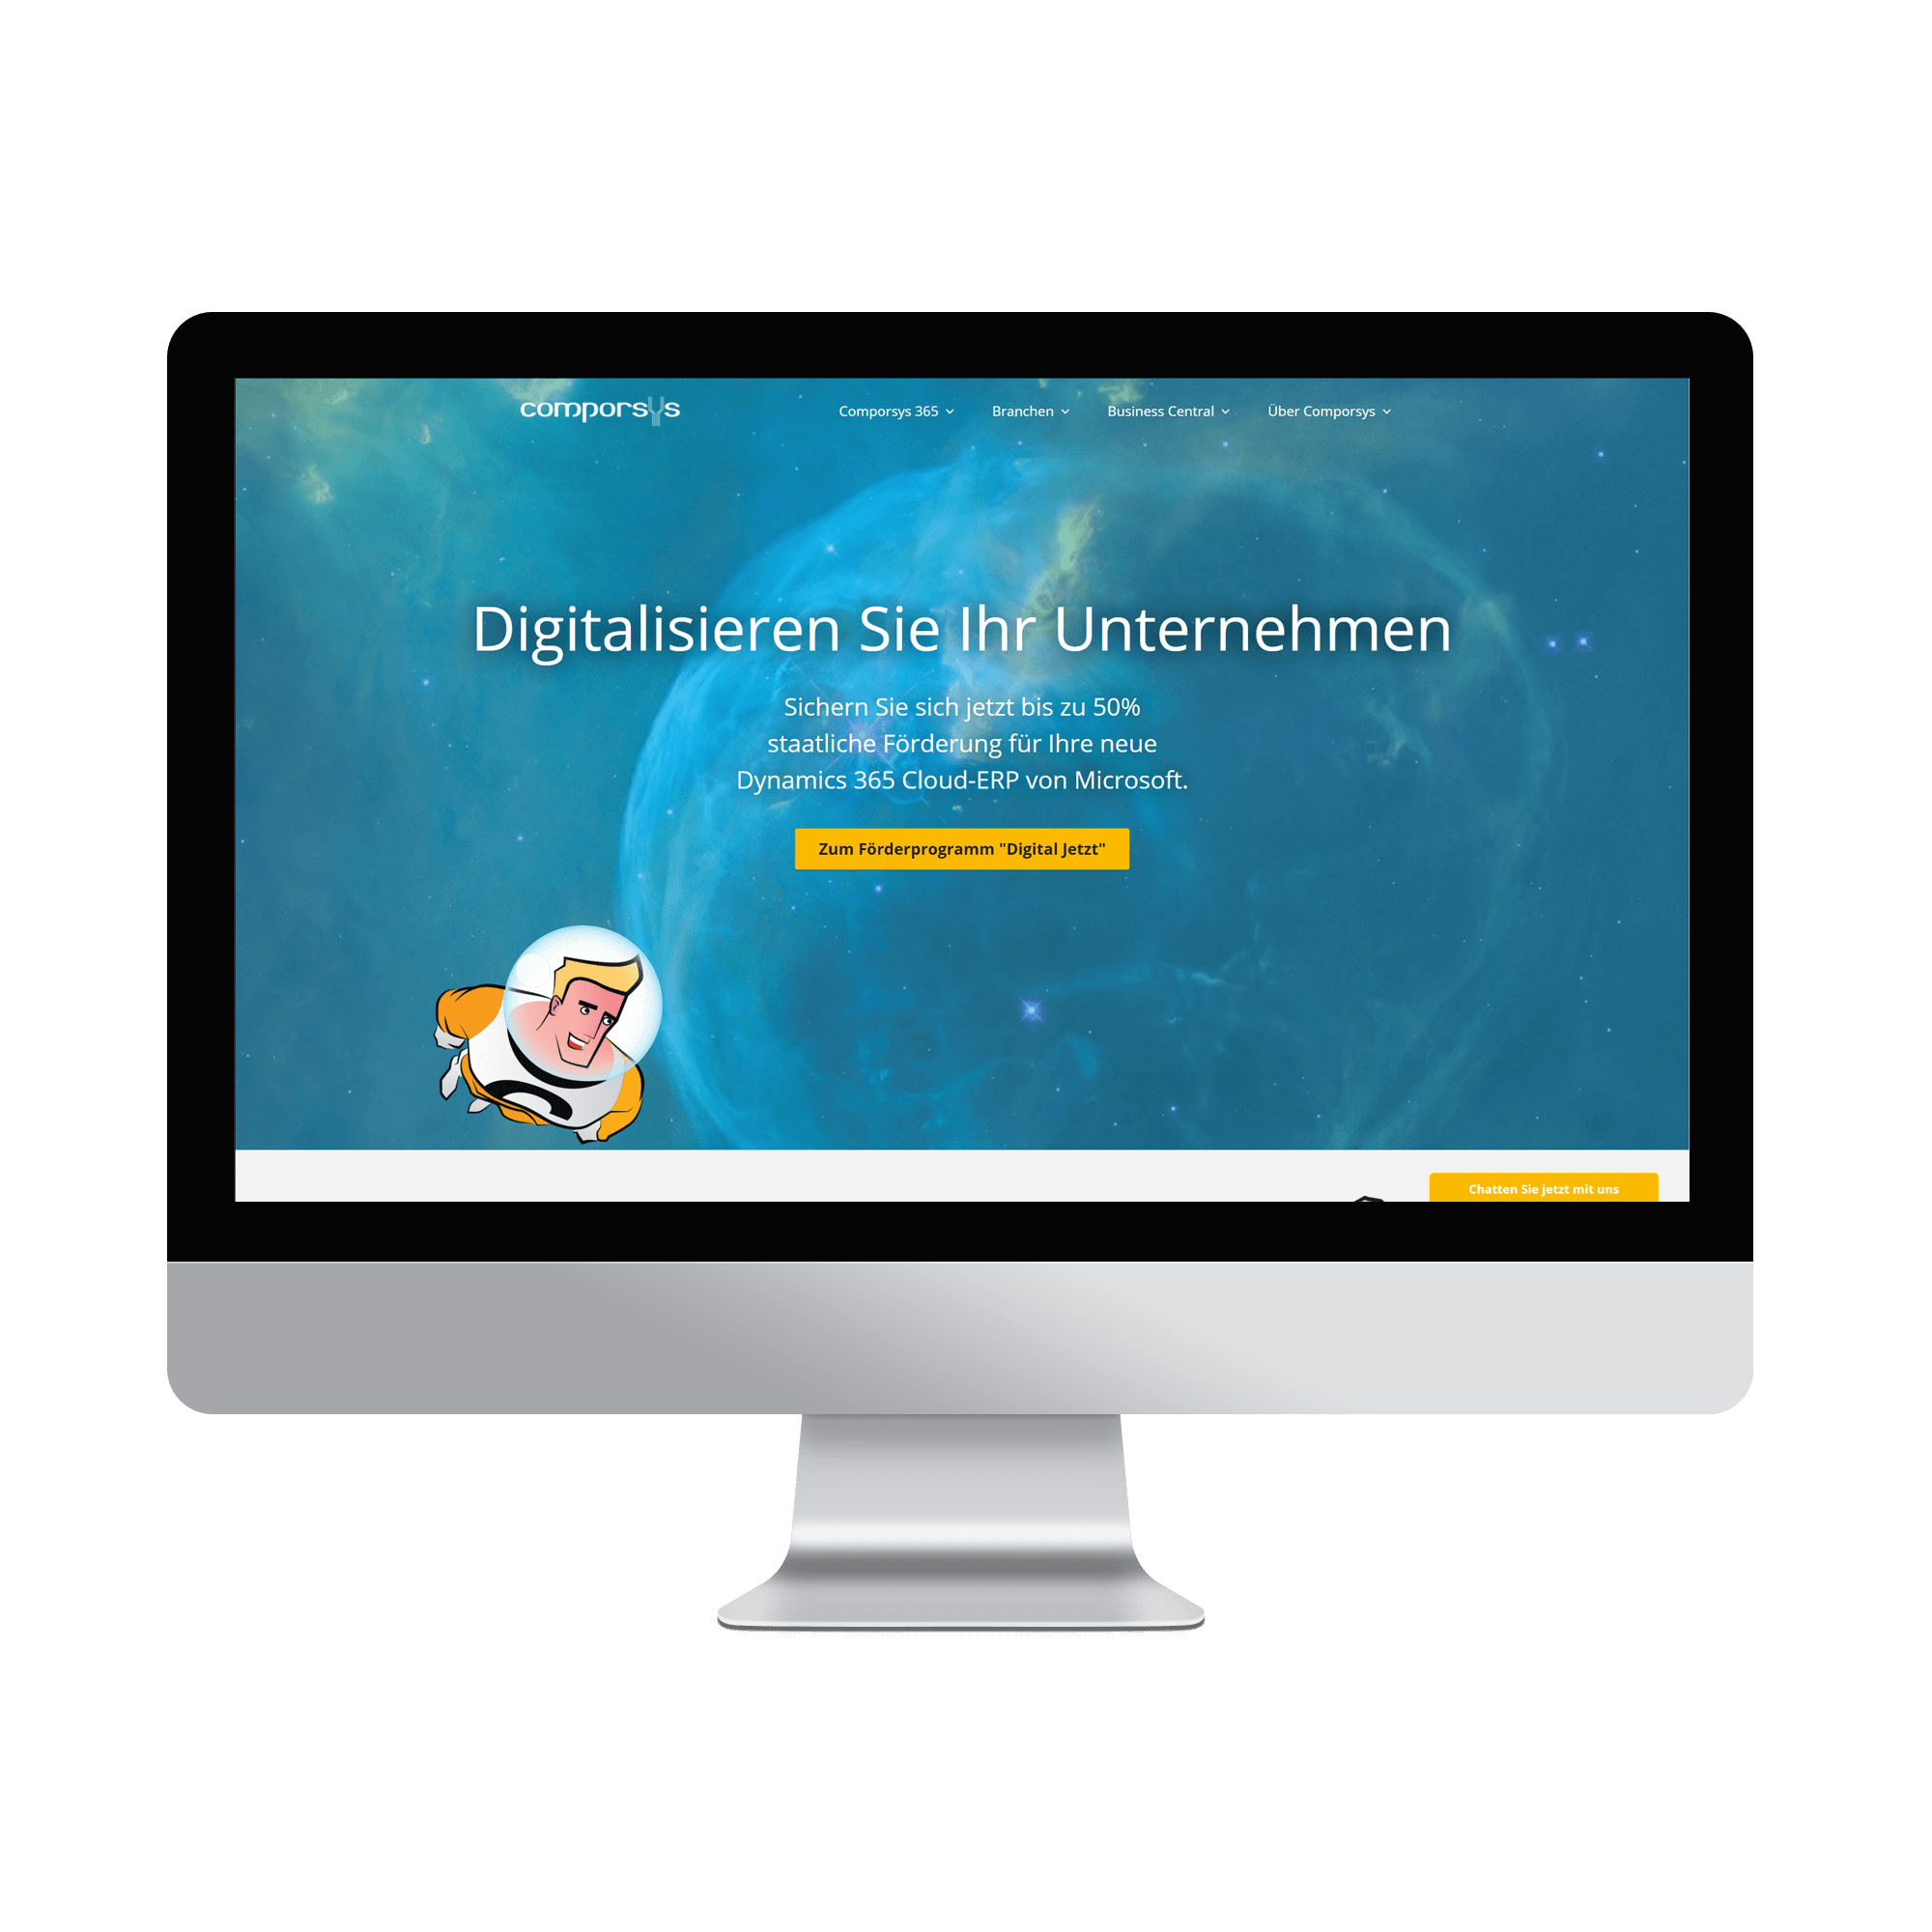 comporsys
Comporsys 365 Branchen Business Central Über Comporsys
Digitalisieren Sie Ihr Unternehmen
Sichern Sie sich jetzt bis zu 50%
staatliche Förderung für Ihre neue
Dynamics 365 Cloud-ERP von Microsoft.
Zum Förderprogramm "Digital Jetzt"
Chatten Sie jetzt mit uns